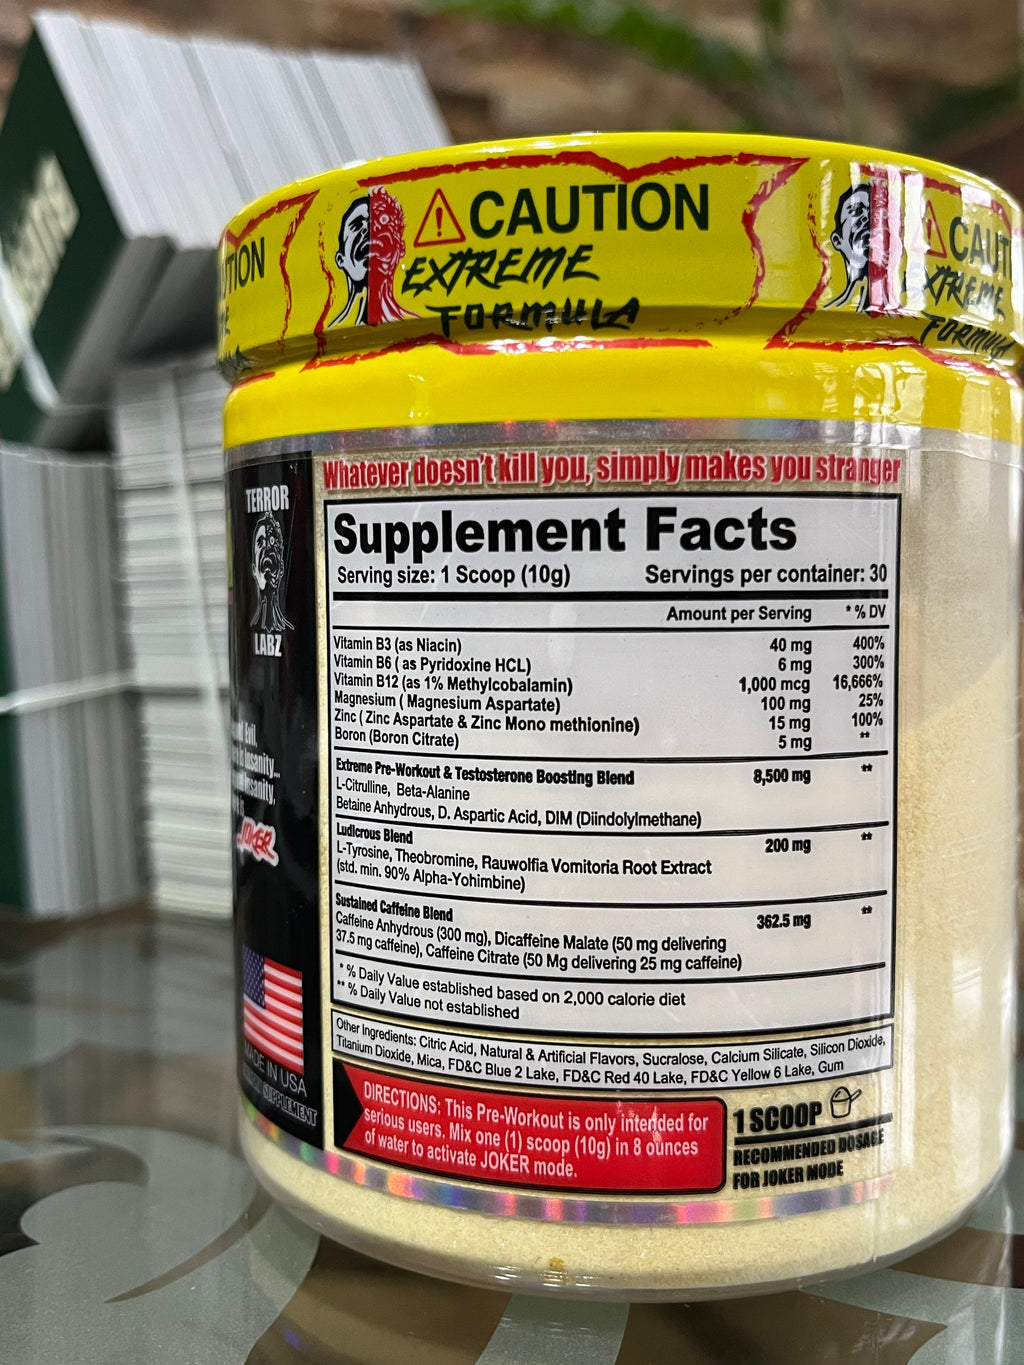 CAUTION
EXTREME
FORMULA
UTION
CAUT
EXTREME
FORMULA
Whatever doesn't kill you, simply makes you stranger
TERROR
LABZ
Supplement Facts
Serving size: 1 Scoop (10g) Servings per container: 30
Amount per Serving * % DV
Vitamin B3 (as Niacin) 40 mg 400%
Vitamin B6 ( as Pyridoxine HCL) 6 mg 300%
Vitamin B12 (as 1% Methylcobalamin) 1,000 mcg 16,666%
Magnesium ( Magnesium Aspartate) 100 mg 25%
Zinc ( Zinc Aspartate & Zinc Mono methionine) 15 mg 100%
Boron (Boron Citrate) 5 mg **
Extreme Pre-Workout & Testosterone Boosting Blend 8,500 mg **
L-Citrulline, Beta-Alanine
Betaine Anhydrous, D. Aspartic Acid, DIM (Diindolylmethane)
Ludicrous Blend 200 mg **
L-Tyrosine, Theobromine, Rauwolfia Vomitoria Root Extract
(std. min. 90% Alpha-Yohimbine)
Sustained Caffeine Blend 362.5 mg **
Caffeine Anhydrous (300 mg), Dicaffeine Malate (50 mg delivering
37.5 mg caffeine), Caffeine Citrate (50 Mg delivering 25 mg caffeine)
* % Daily Value established based on 2,000 calorie diet
** % Daily Value not established
Other Ingredients: Citric Acid, Natural & Artificial Flavors, Sucralose, Calcium Silicate, Silicon Dioxide,
Titanium Dioxide, Mica, FD&C Blue 2 Lake, FD&C Red 40 Lake, FD&C Yellow 6 Lake, Gum
DIRECTIONS: This Pre-Workout is only intended for
serious users. Mix one (1) scoop (10g) in 8 ounces
of water to activate JOKER mode.
1 SCOOP
RECOMMENDED DOSAGE
FOR JOKER MODE
Evil.
Insanity...
insanity,
JOKER
MADE IN USA
SUPPLEMENT